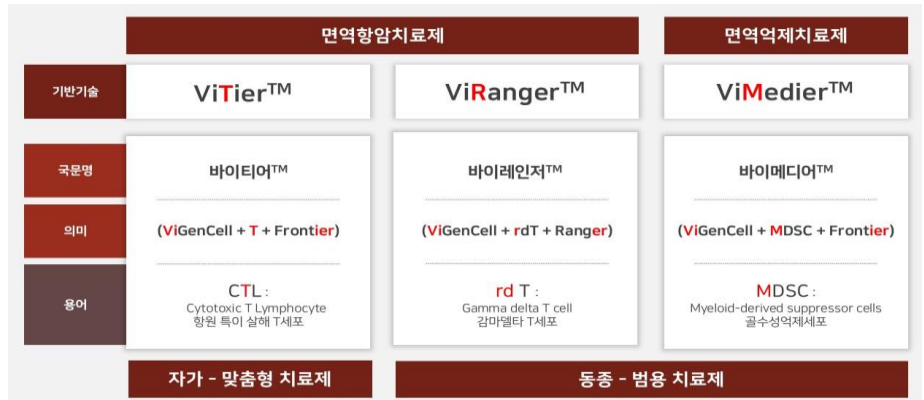 면역항암치료제
면역억제치료제
기반기술
ViTier™
ViRanger™
ViMedier™
국문명
바이티어™
바이레인저™
바이메디어™
의미
(ViGenCell + T + Frontier)
(ViGenCell + rdT + Ranger)
(ViGenCell + MDSC + Frontier)
용어
CTL :
Cytotoxic T Lymphocyte
항원 특이 살해 T세포
rd T :
Gamma delta T cell
감마델타 T세포
MDSC :
Myeloid-derived suppressor cells
골수성억제세포
자가 - 맞춤형 치료제
동종 - 범용 치료제